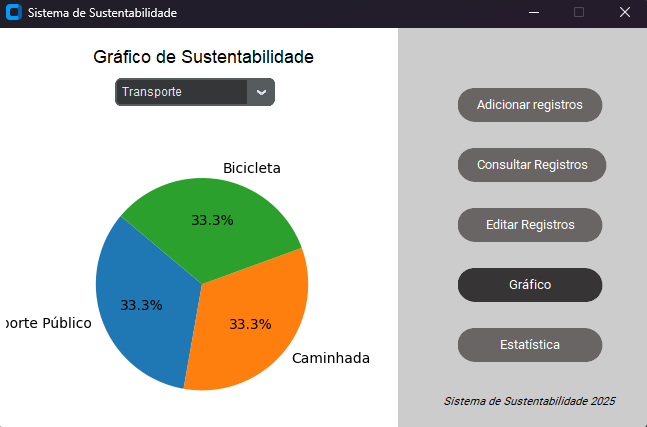 Sistema de Sustentabilidade
Gráfico de Sustentabilidade
Transporte
Bicicleta
33.3%
33.3%
33.3%
porte Público
Caminhada
Adicionar registros
Consultar Registros
Editar Registros
Gráfico
Estatística
Sistema de Sustentabilidade 2025